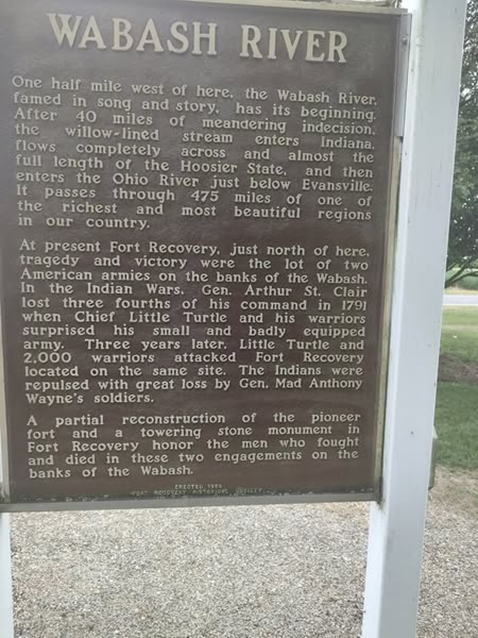 WABASH RIVER
One half mile west of here, the Wabash River,
famed in song and story, has its beginning.
After 40 miles of meandering indecision,
the willow-lined stream enters Indiana,
flows completely across and almost the
full length of the Hoosier State, and then
enters the Ohio River just below Evansville.
It passes through 475 miles of one of
the richest and most beautiful regions
in our country.
At present Fort Recovery, just north of here,
tragedy and victory were the lot of two
American armies on the banks of the Wabash.
In the Indian Wars, Gen. Arthur St. Clair
lost three fourths of his command in 1791
when Chief Little Turtle and his warriors
surprised his small and badly equipped
army. Three years later, Little Turtle and
2,000 warriors attacked Fort Recovery
located on the same site. The Indians were
repulsed with great loss by Gen. Mad Anthony
Wayne's soldiers.
A partial reconstruction of the pioneer
fort and a towering stone monument in
Fort Recovery honor the men who fought
and died in these two engagements on the
banks of the Wabash.
ERECTED
FORT RECOVERY HISTORICAL SOCIETY